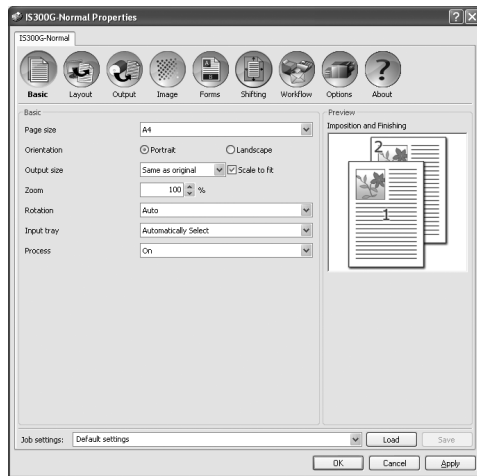 IS300G-Normal Properties
IS300G-Normal
Basic Layout Output Image Forms Shifting Workflow Options About
Basic
Page size A4
Orientation Portrait Landscape
Output size Same as original Scale to fit
Zoom 100 %
Rotation Auto
Input tray Automatically Select
Process On
Preview
Imposition and Finishing
2
1
Job settings: Default settings Load Save
OK Cancel Apply